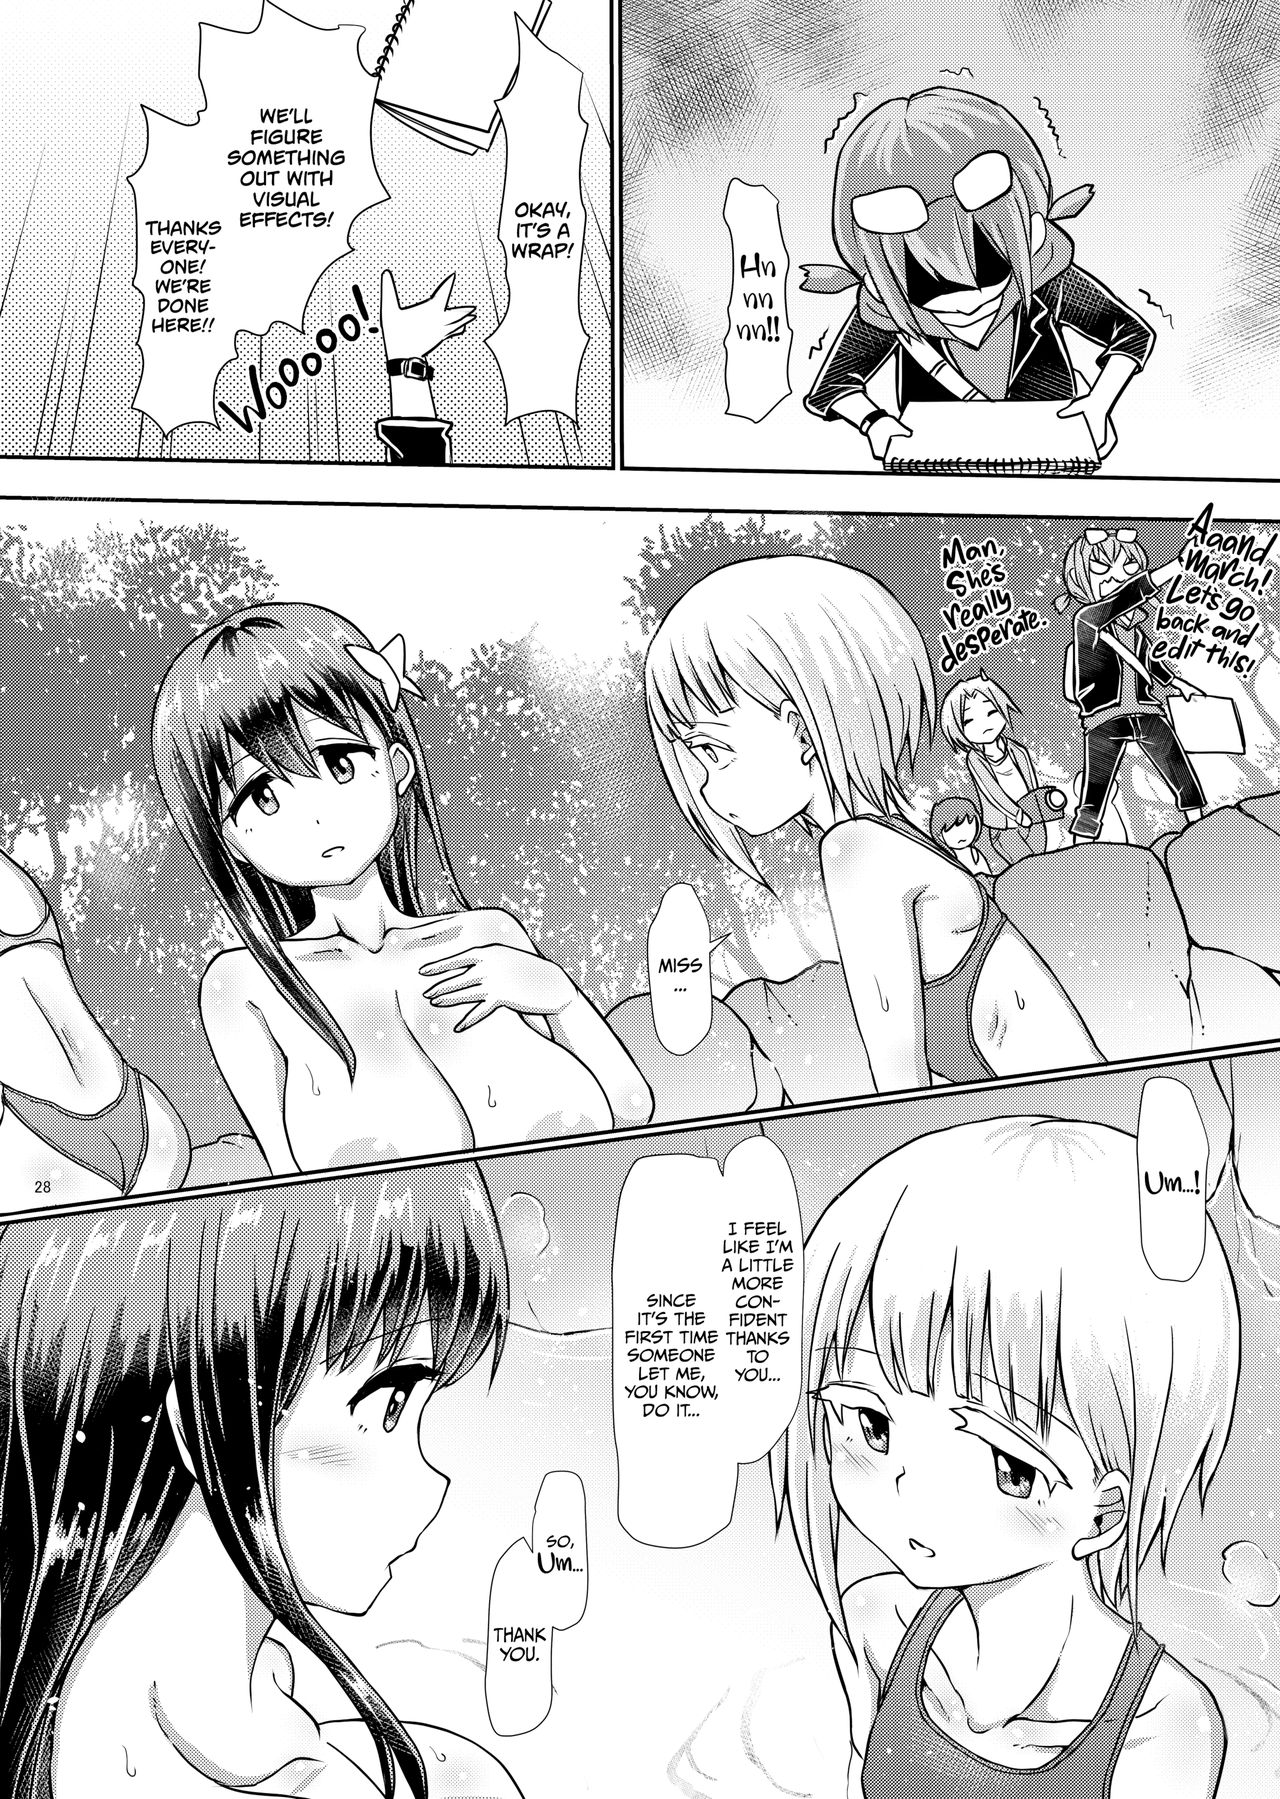 Hn
nn
nn!!
OKAY,
IT'S A
WRAP!
WE'LL
FIGURE
SOMETHING
OUT WITH
VISUAL
EFFECTS!
THANKS
EVERY-
ONE!
WE'RE
DONE
HERE!!
Wooooo!
Aaand
march!
Let's go
back and
edit this!
Man,
She's
really
desperate.
MISS
...
28
Um...!
I FEEL
LIKE I'M
A LITTLE
MORE
CON-
FIDENT
THANKS
TO
YOU...
SINCE
IT'S THE
FIRST TIME
SOMEONE
LET ME,
YOU KNOW,
DO IT...
SO,
Um...
THANK
YOU.